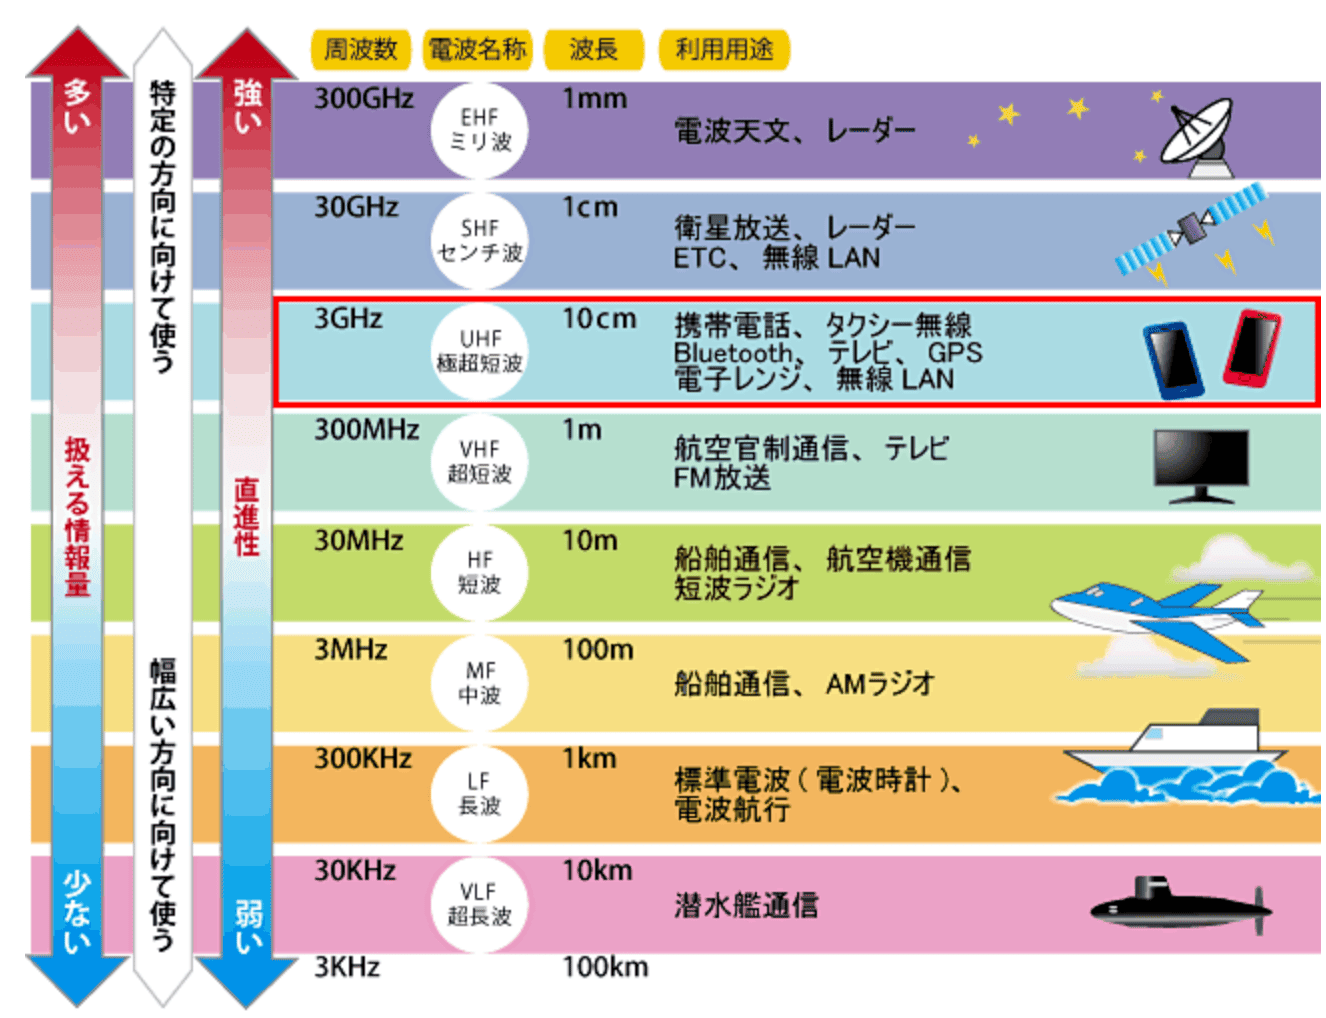 周波数 電波名称 波長 利用用途
多い
扱える情報量
少ない
特定の方向に向けて使う
幅広い方向に向けて使う
強い
直進性
弱い
300GHz
EHF
ミリ波
1mm
電波天文、レーダー
30GHz
SHF
センチ波
1cm
衛星放送、レーダー
ETC、無線 LAN
3GHz
UHF
極超短波
10cm
携帯電話、タクシー無線
Bluetooth、テレビ、GPS
電子レンジ、無線 LAN
300MHz
VHF
超短波
1m
航空官制通信、テレビ
FM放送
30MHz
HF
短波
10m
船舶通信、航空機通信
短波ラジオ
3MHz
MF
中波
100m
船舶通信、AMラジオ
300KHz
LF
長波
1km
標準電波(電波時計)、
電波航行
30KHz
VLF
超長波
10km
潜水艦通信
3KHz
100km